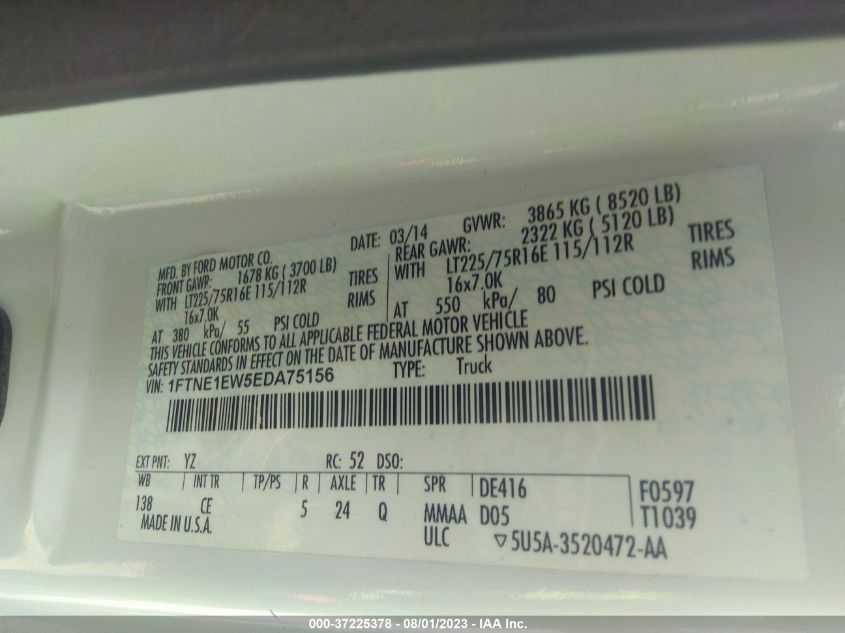 MFD. BY FORD MOTOR CO. DATE: 03/14 GVWR: 3865 KG ( 8520 LB)
FRONT GAWR: 1678 KG ( 3700 LB) REAR GAWR: 2322 KG ( 5120 LB)
WITH LT225/75R16E 115/112R TIRES WITH LT225/75R16E 115/112R TIRES
16x7.0K RIMS 16x7.0K RIMS
AT 380 kPa/ 55 PSI COLD AT 550 kPa/ 80 PSI COLD
THIS VEHICLE CONFORMS TO ALL APPLICABLE FEDERAL MOTOR VEHICLE
SAFETY STANDARDS IN EFFECT ON THE DATE OF MANUFACTURE SHOWN ABOVE.
VIN: 1FTNE1EW5EDA75156 TYPE: Truck
EXT PNT: YZ RC: 52 DSO:
WB INT TR TP/PS R AXLE TR SPR DE416 F0597
138 CE 5 24 Q MMAA D05 T1039
MADE IN U.S.A. ULC ▽5U5A-3520472-AA
000-37225378 - 08/01/2023 - IAA Inc.